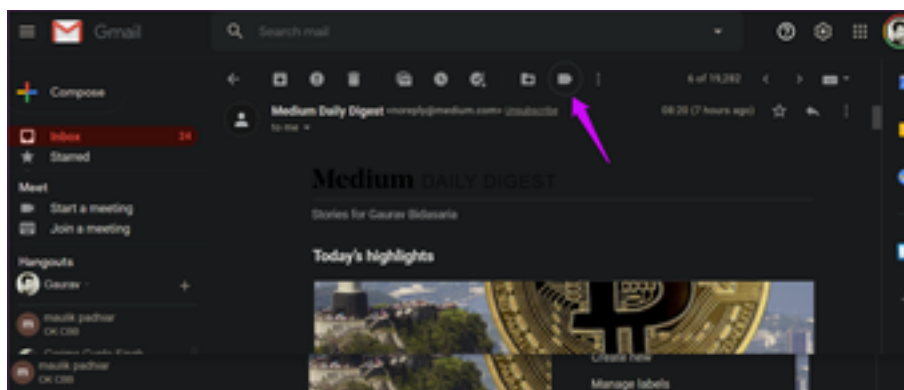 Gmail
Search mail
Compose
6 of 19,282
Medium Daily Digest <noreply@medium.com> Unsubscribe
08:20 (7 hours ago)
to me
Inbox 24
Starred
Medium DAILY DIGEST
Meet
Start a meeting
Join a meeting
Stories for Gaurav Bidasaria
Today's highlights
Hangouts
Gaurav
maulik padhiar
OK CBB
maulik padhiar
OK CBB
Create new
Manage labels